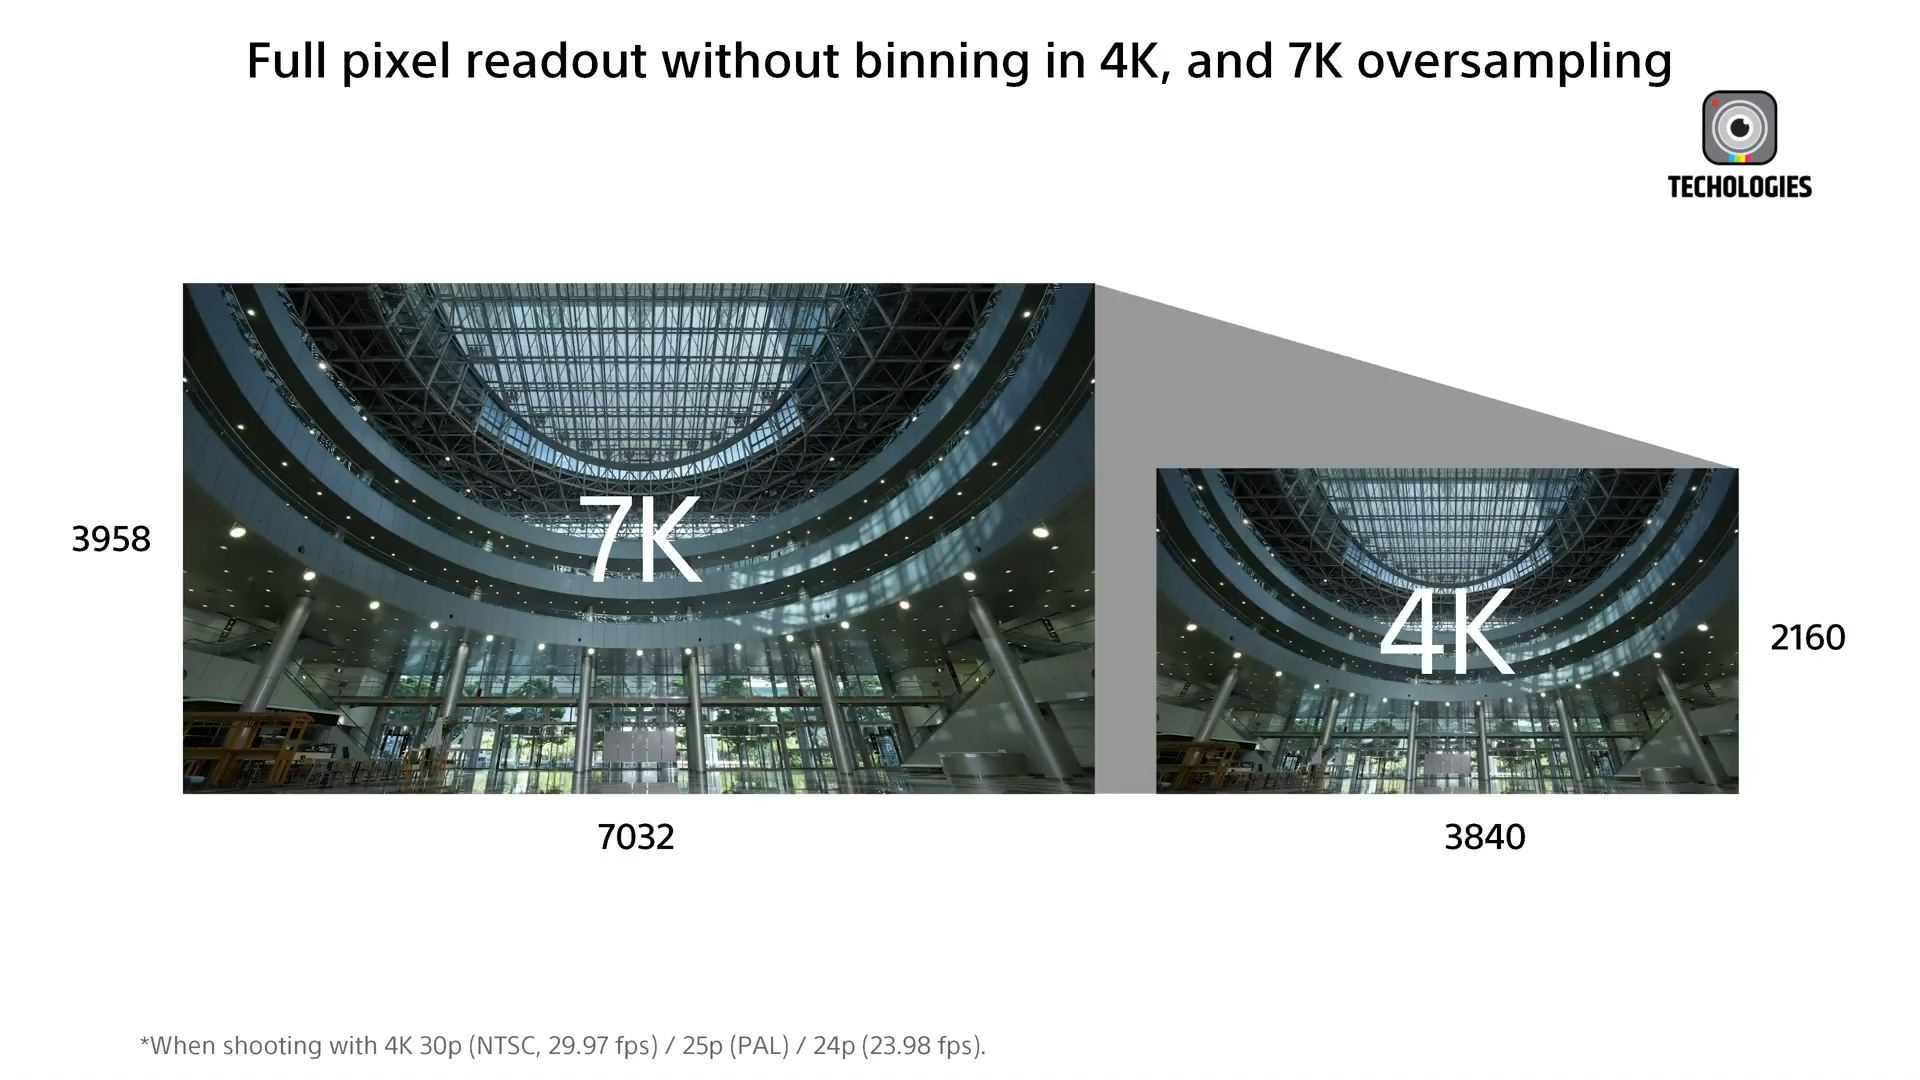 Full pixel readout without binning in 4K, and 7K oversampling
TECHOLOGIES
7K
3958
4K
2160
7032
3840
*When shooting with 4K 30p (NTSC, 29.97 fps) / 25p (PAL) / 24p (23.98 fps).